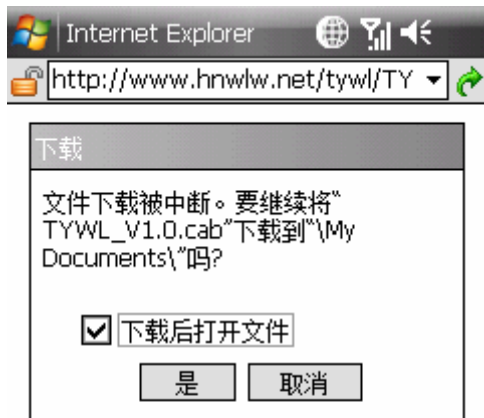 Internet Explorer
http://www.hnwlw.net/tywl/TY
下载
文件下载被中断。要继续将"
TYWL_V1.0.cab"下载到"\My
Documents\"吗?
下载后打开文件
是 取消